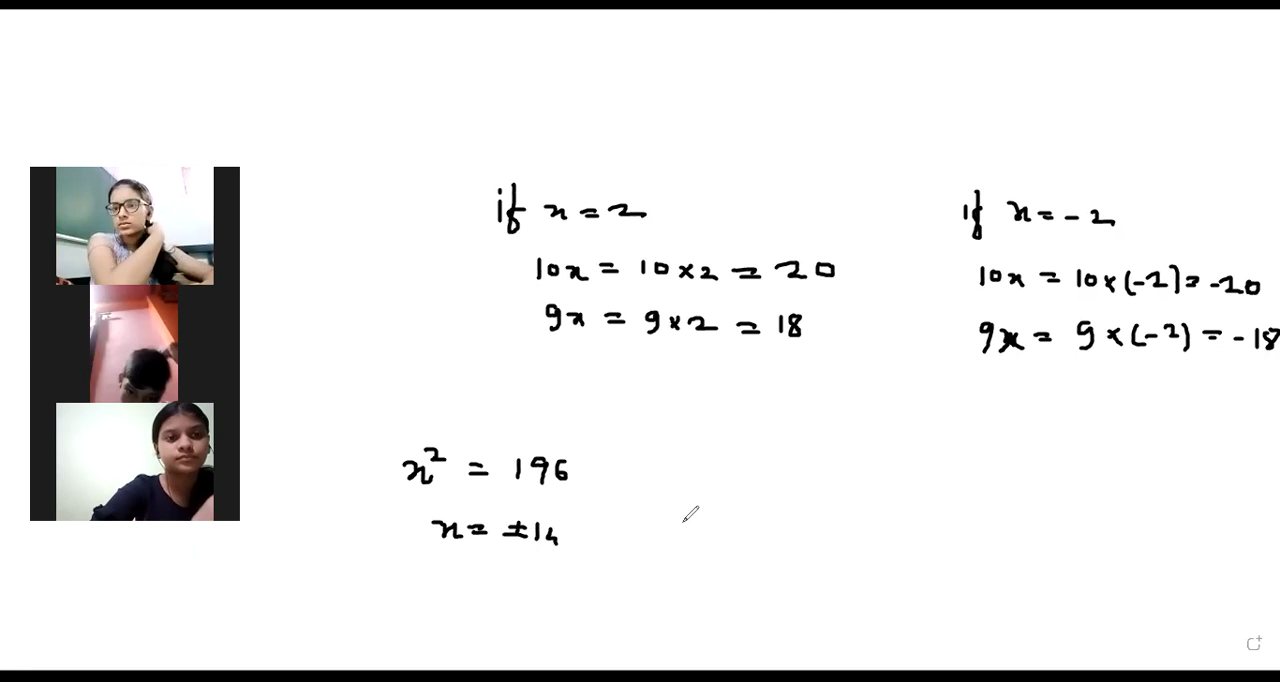 if x = 2
10x = 10 × 2 = 20
9x = 9 × 2 = 18
if x = - 2
10x = 10 × (-2) = -20
9x = 9 × (-2) = - 18
x² = 196
x = ±14